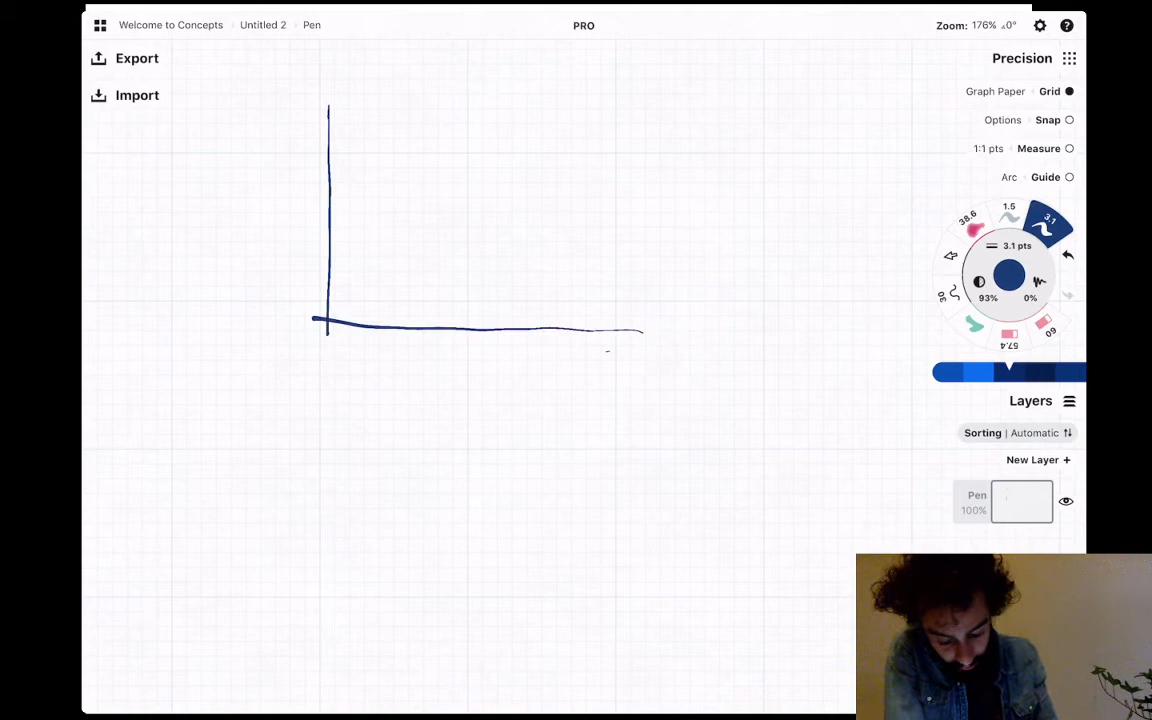 Welcome to Concepts Untitled 2 Pen
PRO
Zoom: 176% 0°
Export
Import
Precision
Graph Paper Grid
Options Snap
1:1 pts Measure
Arc Guide
38.6
1.5
3.1
3.1 pts
93%
0%
30
57.4
60
Layers
Sorting | Automatic
New Layer +
Pen
100%